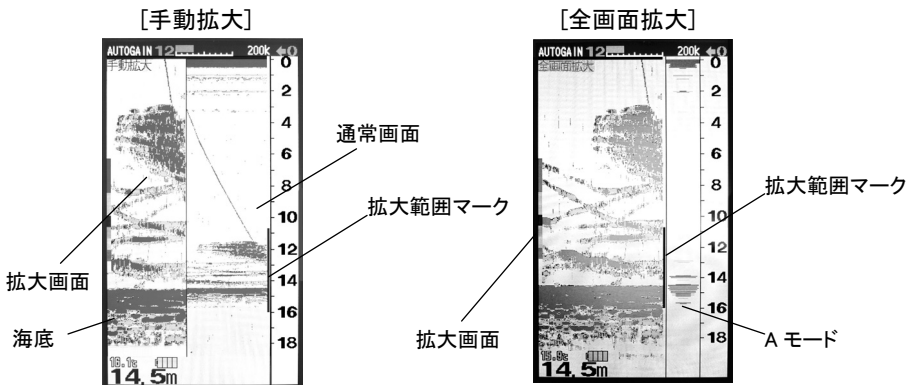 [手動拡大]
AUTOGAIN 12 200k 0
手動拡大
2
4
6
8
10
12
14
16
18
14.5m
通常画面
拡大範囲マーク
拡大画面
海底
[全画面拡大]
AUTOGAIN 12 200k 0
全画面拡大
2
4
6
8
10
12
14
16
18
14.5m
拡大範囲マーク
拡大画面
A モード